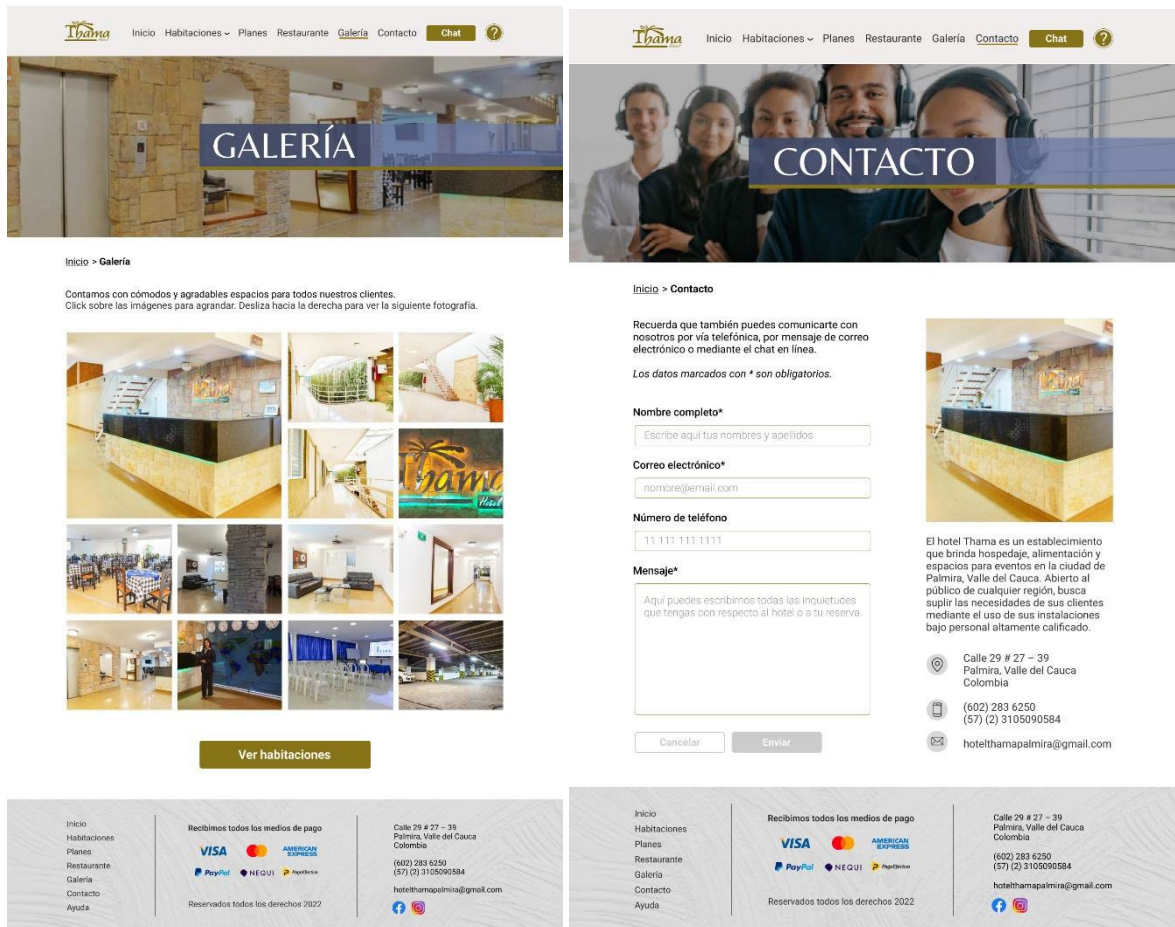 Thama
Inicio Habitaciones Planes Restaurante Galería Contacto Chat ?
GALERÍA
Inicio > Galería
Contamos con cómodos y agradables espacios para todos nuestros clientes.
Click sobre las imágenes para agrandar. Desliza hacia la derecha para ver la siguiente fotografía.
Thama
Thama
Hotel
Ver habitaciones
Inicio
Habitaciones
Planes
Restaurante
Galería
Contacto
Ayuda
Recibimos todos los medios de pago
VISA
AMERICAN
EXPRESS
PayPal NEQUI PagoEfectivo
Reservados todos los derechos 2022
Calle 29 # 27 – 39
Palmira, Valle del Cauca
Colombia
(602) 283 6250
(57) (2) 3105090584
hotelthamapalmira@gmail.com
Thama
Inicio Habitaciones Planes Restaurante Galería Contacto Chat ?
CONTACTO
Inicio > Contacto
Recuerda que también puedes comunicarte con
nosotros por vía telefónica, por mensaje de correo
electrónico o mediante el chat en línea.
Los datos marcados con * son obligatorios.
Nombre completo*
Escribe aquí tus nombres y apellidos
Correo electrónico*
nombre@email.com
Número de teléfono
11 111 111 1111
Mensaje*
Aquí puedes escribirnos todas las inquietudes
que tengas con respecto al hotel o a tu reserva.
Cancelar Enviar
Thama
El hotel Thama es un establecimiento
que brinda hospedaje, alimentación y
espacios para eventos en la ciudad de
Palmira, Valle del Cauca. Abierto al
público de cualquier región, busca
suplir las necesidades de sus clientes
mediante el uso de sus instalaciones
bajo personal altamente calificado.
Calle 29 # 27 – 39
Palmira, Valle del Cauca
Colombia
(602) 283 6250
(57) (2) 3105090584
hotelthamapalmira@gmail.com
Inicio
Habitaciones
Planes
Restaurante
Galería
Contacto
Ayuda
Recibimos todos los medios de pago
VISA
AMERICAN
EXPRESS
PayPal NEQUI PagoEfectivo
Reservados todos los derechos 2022
Calle 29 # 27 – 39
Palmira, Valle del Cauca
Colombia
(602) 283 6250
(57) (2) 3105090584
hotelthamapalmira@gmail.com